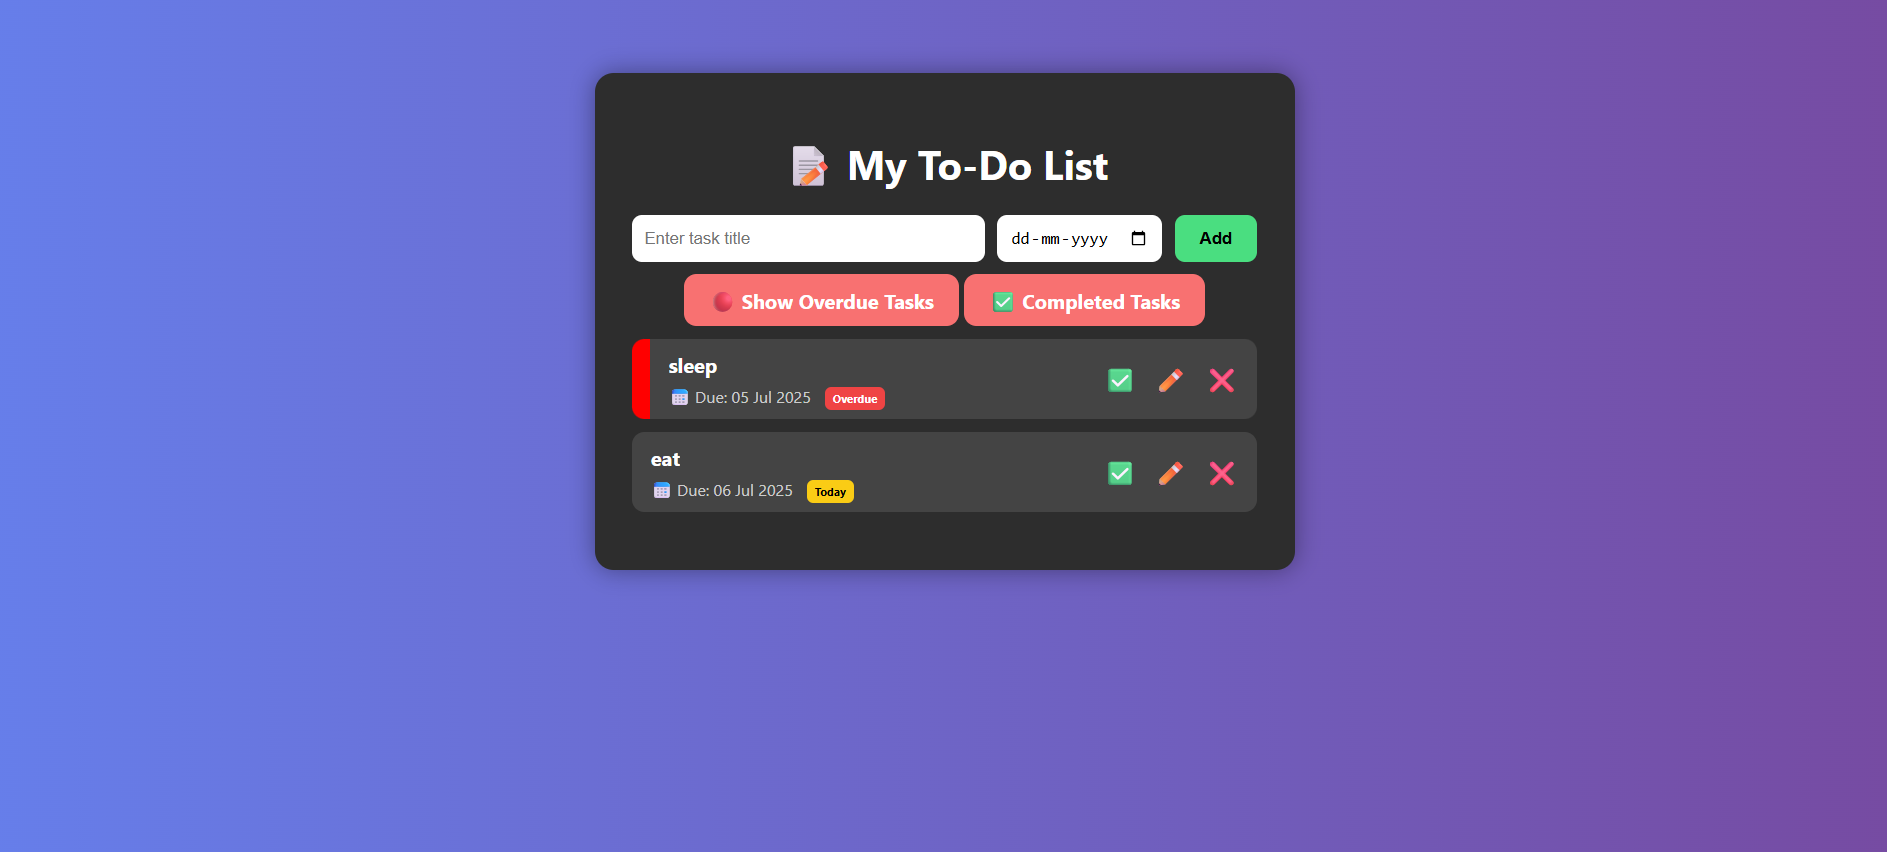 My To-Do List
Enter task title dd-mm-yyyy Add
Show Overdue Tasks Completed Tasks
sleep
Due: 05 Jul 2025 Overdue
eat
Due: 06 Jul 2025 Today